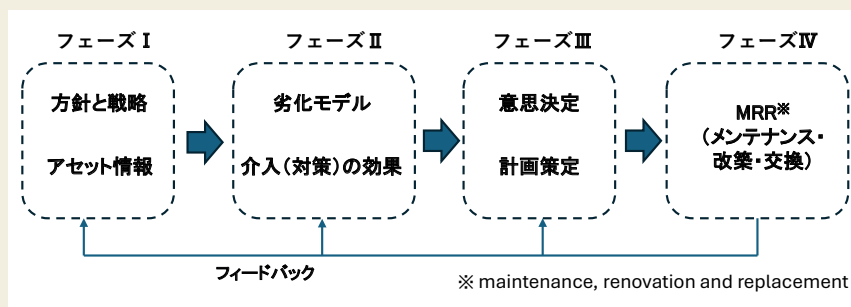 フェーズⅠ
方針と戦略
アセット情報
フェーズⅡ
劣化モデル
介入(対策)の効果
フェーズⅢ
意思決定
計画策定
フェーズⅣ
MRR※
(メンテナンス・
改築・交換)
フィードバック
※ maintenance, renovation and replacement